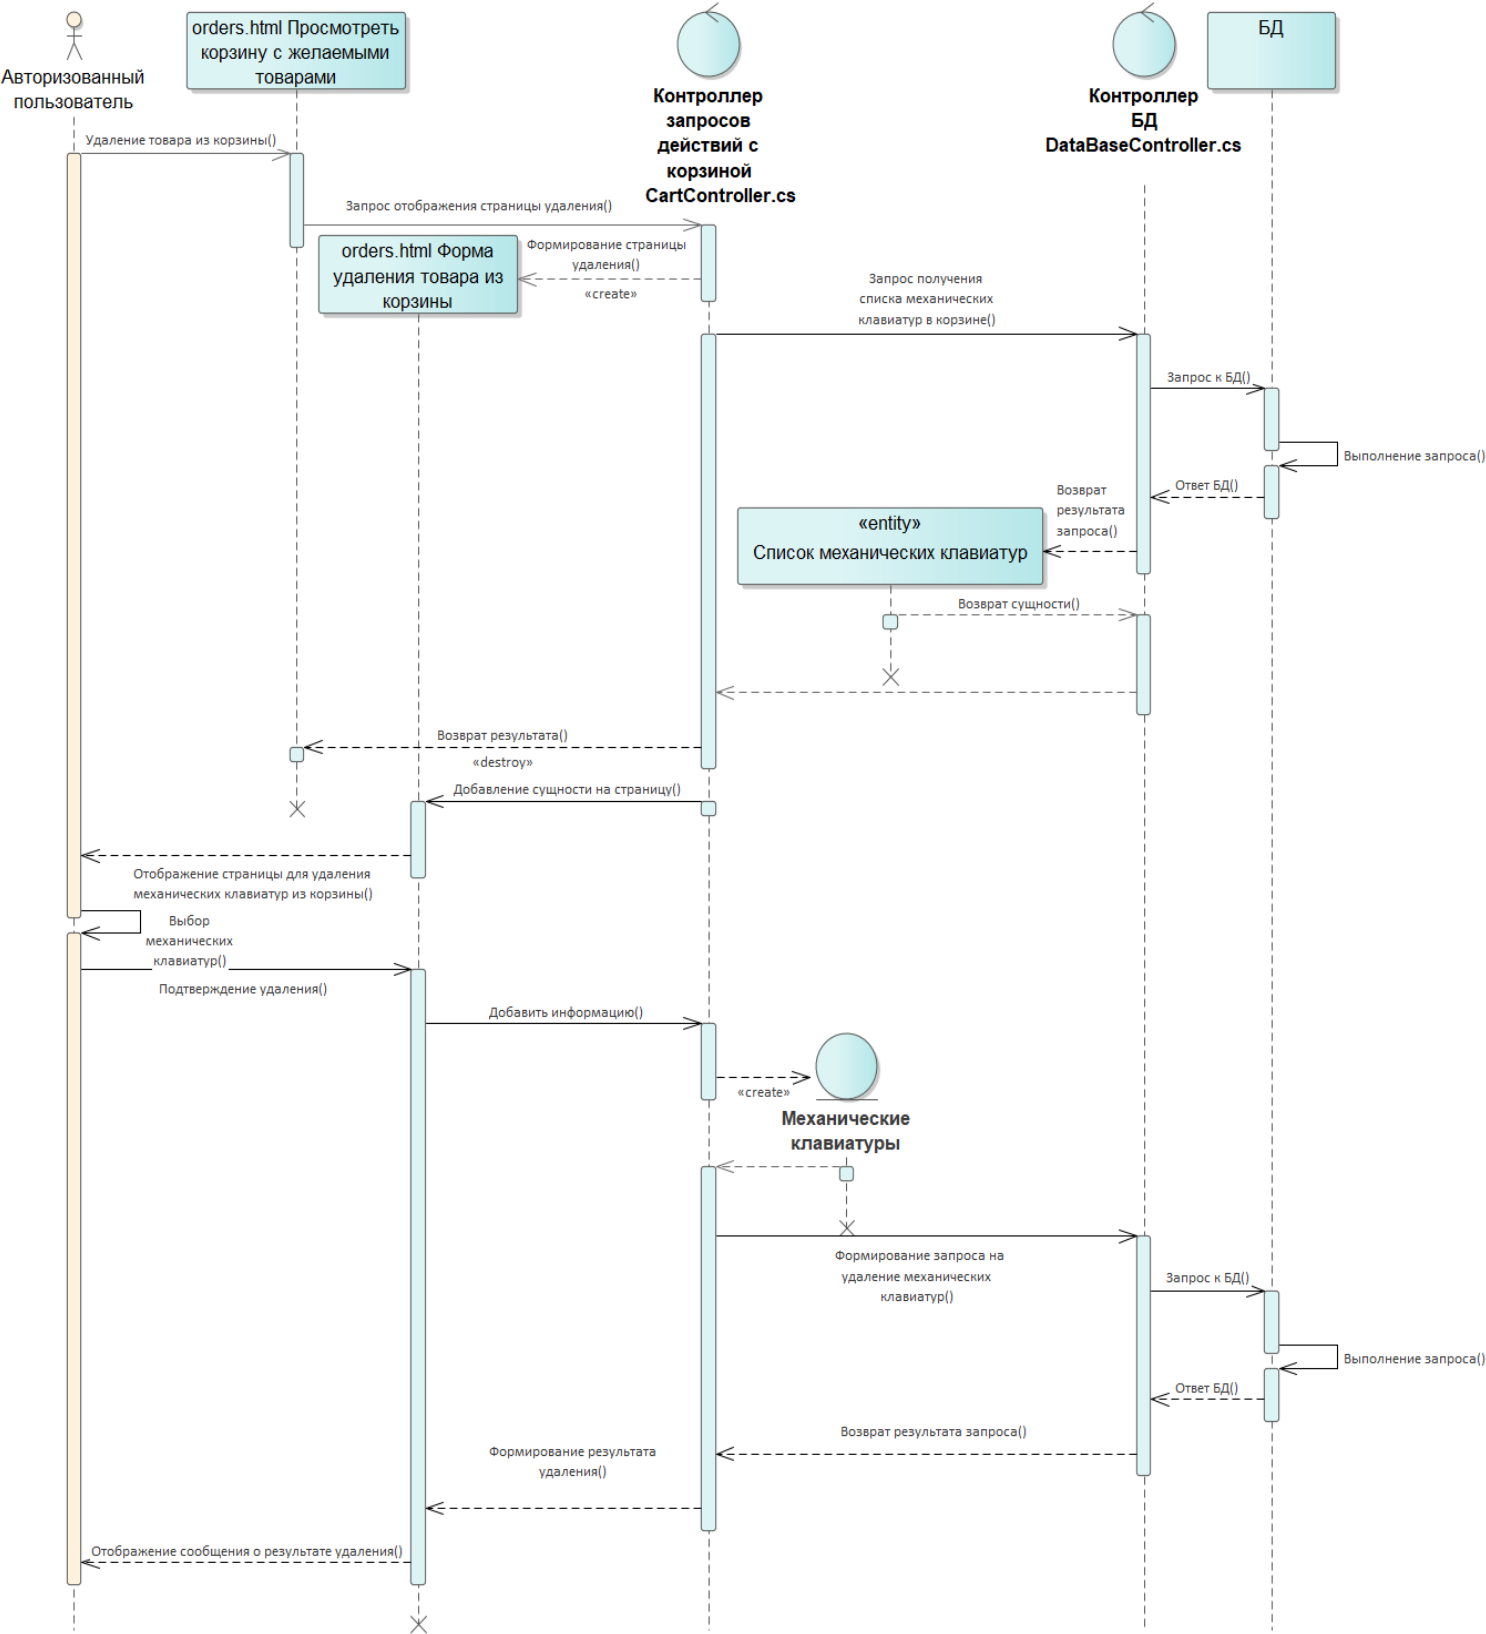 orders.html Просмотреть
корзину с желаемыми
товарами
БД
Авторизованный
пользователь
Контроллер
запросов
действий с
корзиной
CartController.cs
Контроллер
БД
DataBaseController.cs
Удаление товара из корзины()
Запрос отображения страницы удаления()
orders.html Форма
удаления товара из
корзины
Формирование страницы
удаления()
«create»
Запрос получения
списка механических
клавиатур в корзине()
Запрос к БД()
Выполнение запроса()
Ответ БД()
Возврат
результата
запроса()
«entity»
Список механических клавиатур
Возврат сущности()
Возврат результата()
«destroy»
Добавление сущности на страницу()
Отображение страницы для удаления
механических клавиатур из корзины()
Выбор
механических
клавиатур()
Подтверждение удаления()
Добавить информацию()
«create»
Механические
клавиатуры
Формирование запроса на
удаление механических
клавиатур()
Запрос к БД()
Выполнение запроса()
Ответ БД()
Возврат результата запроса()
Формирование результата
удаления()
Отображение сообщения о результате удаления()